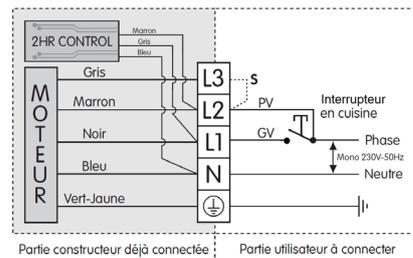 2HR CONTROL
Marron
Gris
Bleu
MOTEUR
Gris
Marron
Noir
Bleu
Vert-Jaune
L3
L2
L1
N
S
PV
GV
Interrupteur
en cuisine
Phase
Mono 230V-50Hz
Neutre
Partie constructeur déjà connectée
Partie utilisateur à connecter